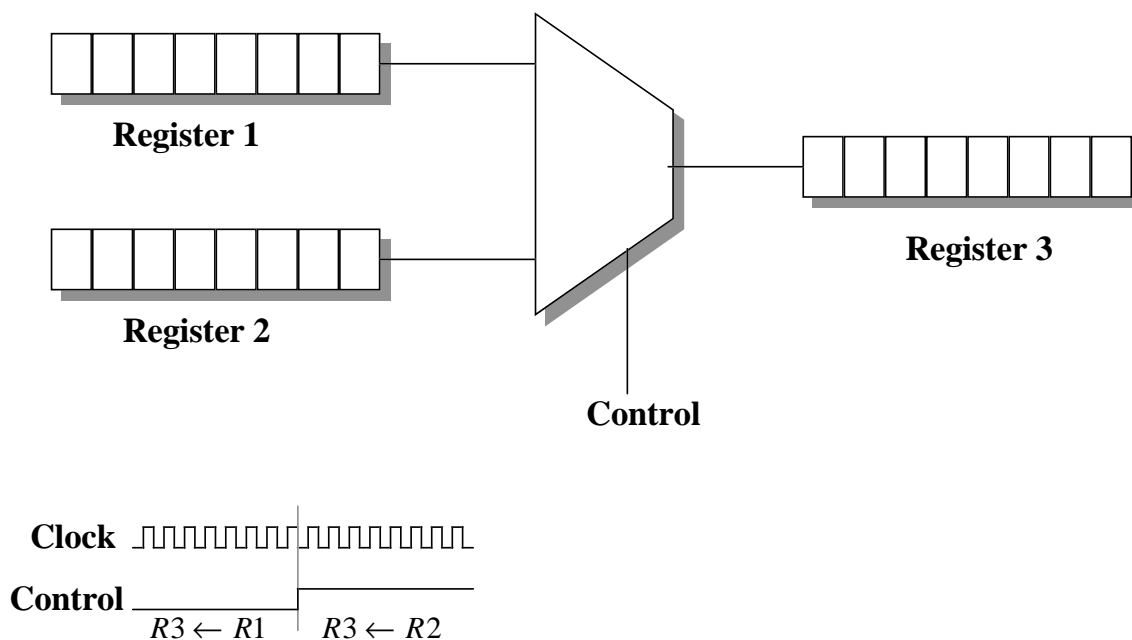 Register 1
Register 3
Register 2
Control
Clock
Control
R3 ← R1 R3 ← R2